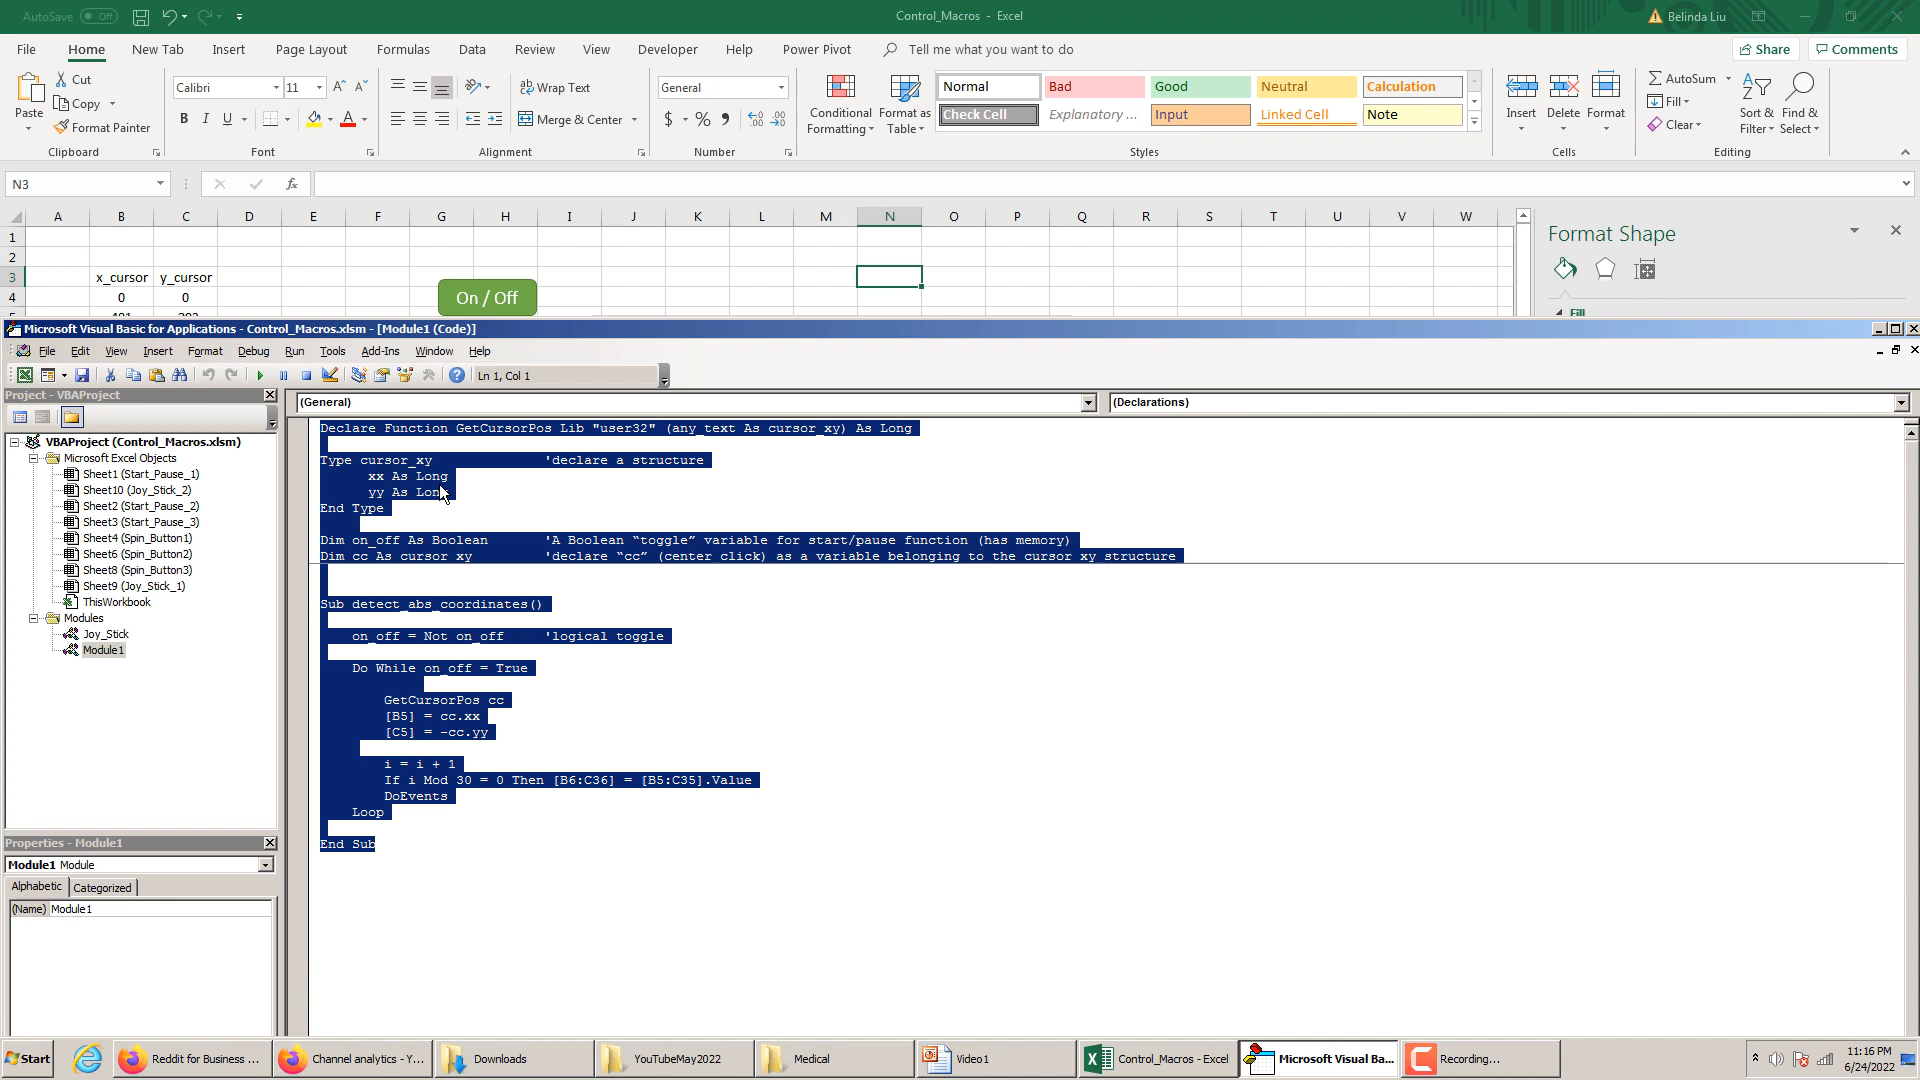 AutoSave Off
Control_Macros - Excel
Belinda Liu
File Home New Tab Insert Page Layout Formulas Data Review View Developer Help Power Pivot Tell me what you want to do
Share Comments
Paste
Cut
Copy
Format Painter
Clipboard
Calibri 11
B I U
Font
Wrap Text
Merge & Center
Alignment
General
$ % ,
Number
Conditional Formatting
Format as Table
Normal Bad Good Neutral Calculation
Check Cell Explanatory ... Input Linked Cell Note
Styles
Insert Delete Format
Cells
AutoSum
Fill
Clear
Sort & Filter
Find & Select
Editing
N3
fx
A B C D E F G H I J K L M N O P Q R S T U V W
1
2
3 x_cursor y_cursor
4 0 0
On / Off
Format Shape
Fill
Microsoft Visual Basic for Applications - Control_Macros.xlsm - [Module1 (Code)]
File Edit View Insert Format Debug Run Tools Add-Ins Window Help
Ln 1, Col 1
Project - VBAProject
VBAProject (Control_Macros.xlsm)
Microsoft Excel Objects
Sheet1 (Start_Pause_1)
Sheet10 (Joy_Stick_2)
Sheet2 (Start_Pause_2)
Sheet3 (Start_Pause_3)
Sheet4 (Spin_Button1)
Sheet6 (Spin_Button2)
Sheet8 (Spin_Button3)
Sheet9 (Joy_Stick_1)
ThisWorkbook
Modules
Joy_Stick
Module1
Properties - Module1
Module1 Module
Alphabetic Categorized
(Name) Module1
(General) (Declarations)
Declare Function GetCursorPos Lib "user32" (any_text As cursor_xy) As Long
Type cursor_xy 'declare a structure
xx As Long
yy As Long
End Type
Dim on_off As Boolean 'A Boolean “toggle” variable for start/pause function (has memory)
Dim cc As cursor_xy 'declare “cc” (center click) as a variable belonging to the cursor_xy structure
Sub detect_abs_coordinates()
on_off = Not on_off 'logical toggle
Do While on_off = True
GetCursorPos cc
[B5] = cc.xx
[C5] = -cc.yy
i = i + 1
If i Mod 30 = 0 Then [B6:C36] = [B5:C35].Value
DoEvents
Loop
End Sub
Start
Reddit for Business ...
Channel analytics - Y...
Downloads
YouTubeMay2022
Medical
Video1
Control_Macros - Excel
Microsoft Visual Ba...
Recording...
11:16 PM
6/24/2022